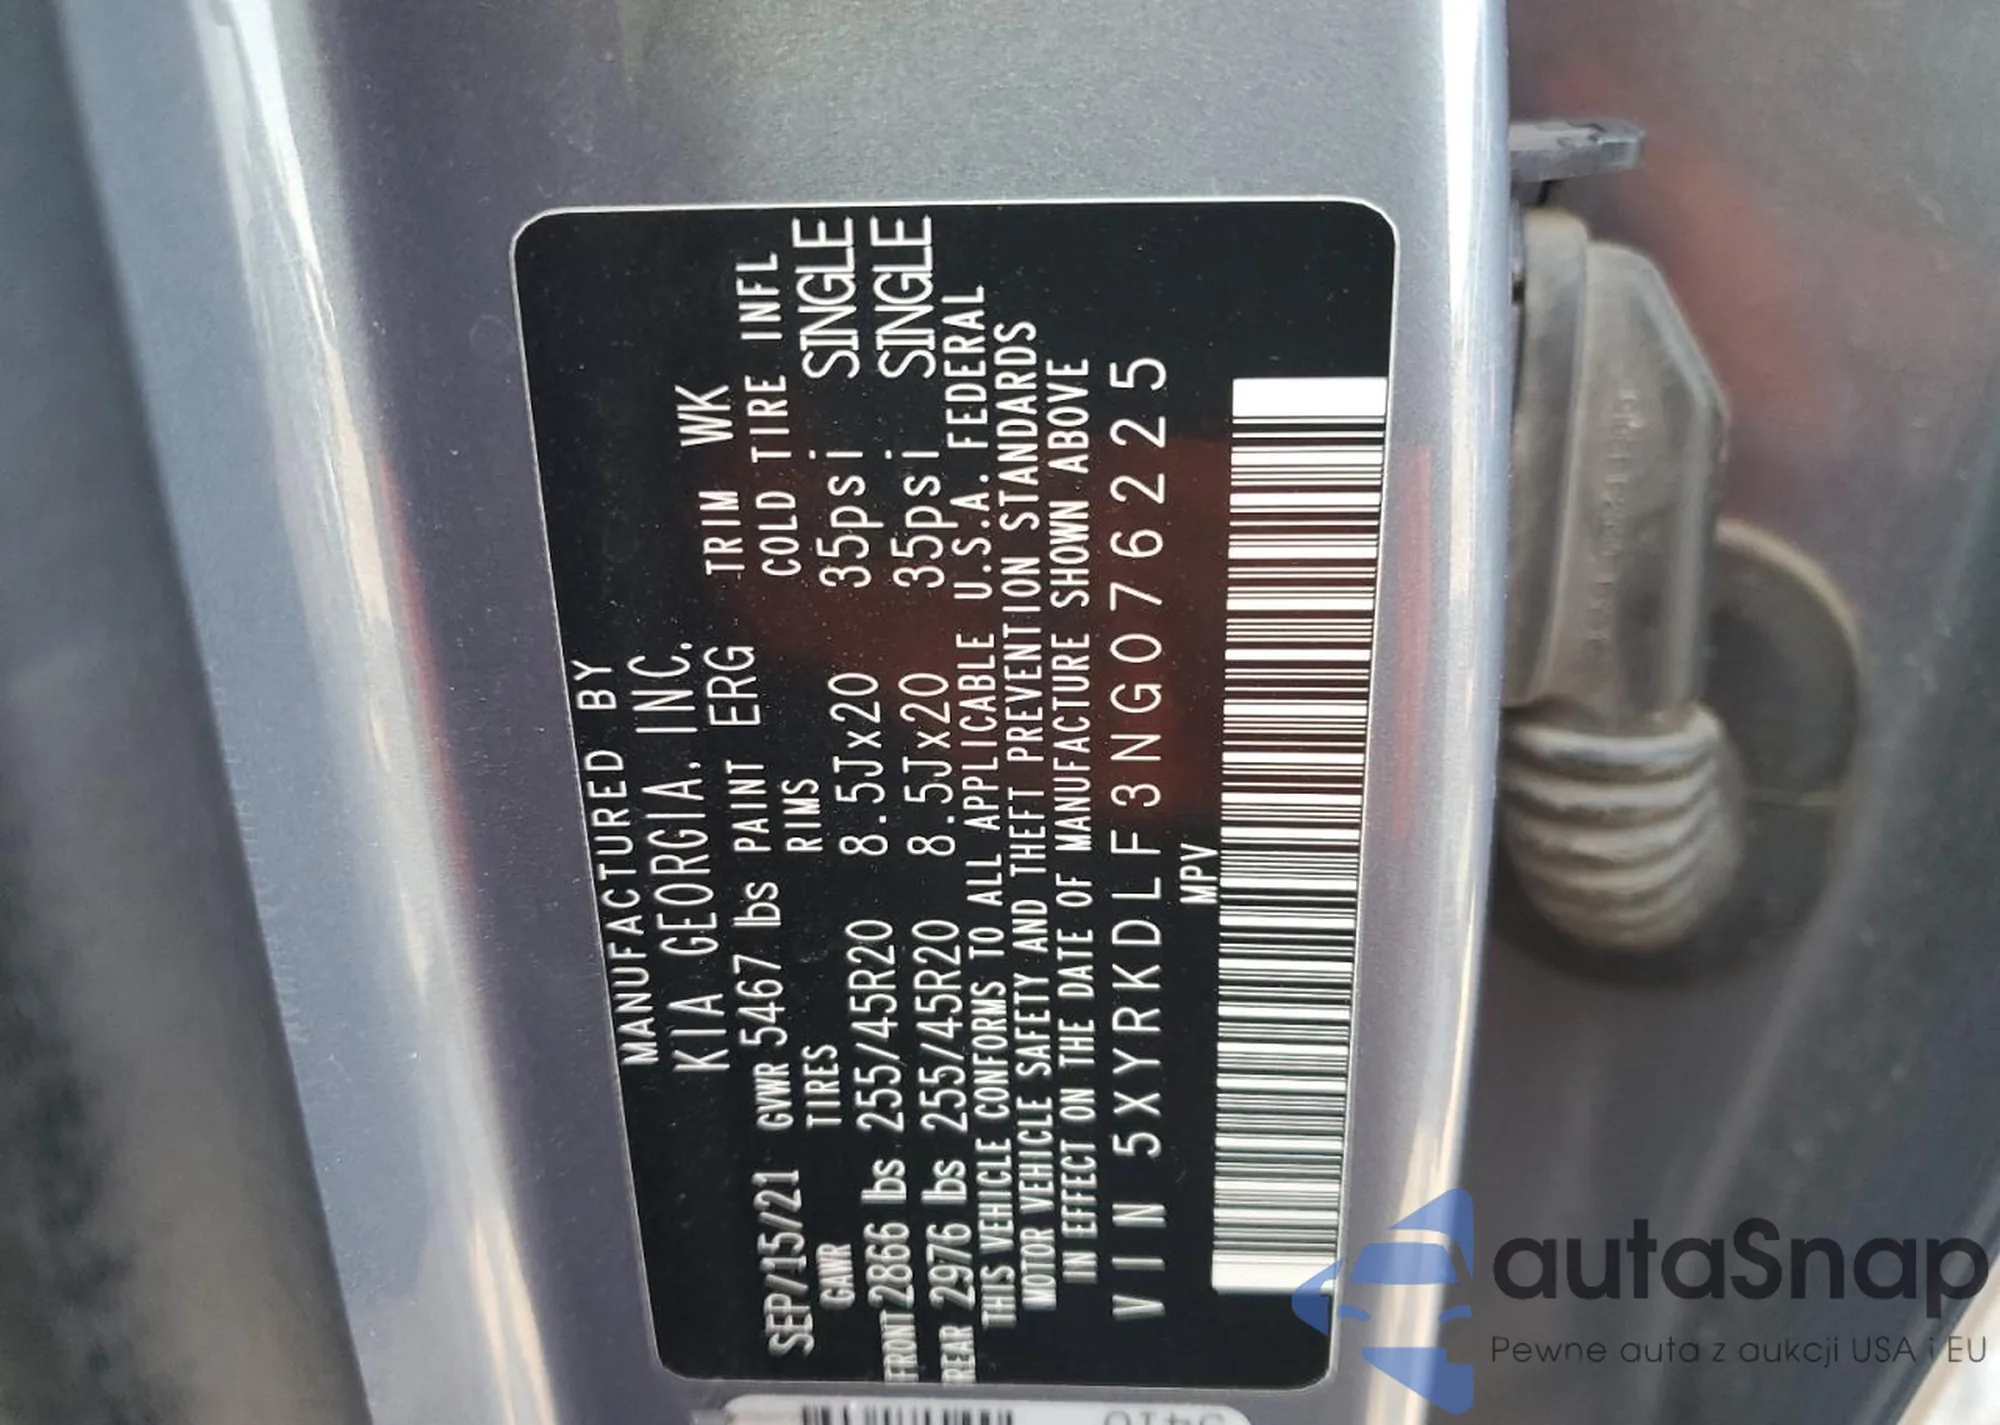 MANUFACTURED BY
KIA GEORGIA, INC.
SEP/15/21 GVWR 5467 lbs PAINT ERG TRIM WK
GAWR TIRES RIMS COLD TIRE INFL
FRONT 2866 lbs 255/45R20 8.5Jx20 35psi SINGLE
REAR 2976 lbs 255/45R20 8.5Jx20 35psi SINGLE
THIS VEHICLE CONFORMS TO ALL APPLICABLE U.S.A. FEDERAL
MOTOR VEHICLE SAFETY AND THEFT PREVENTION STANDARDS
IN EFFECT ON THE DATE OF MANUFACTURE SHOWN ABOVE
VIN 5XYRKDLF3NG076225
MPV
autaSnap
Pewne auta z aukcji USA i EU